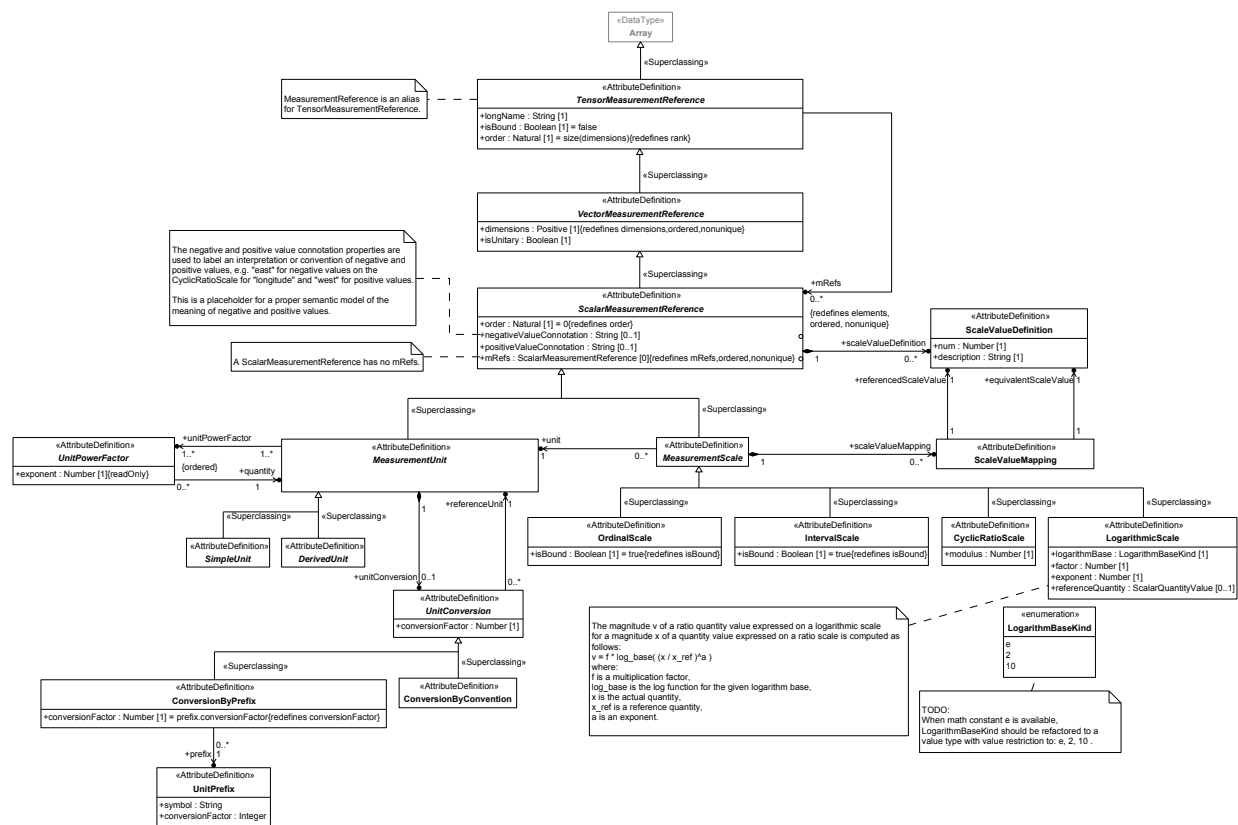 «DataType»
Array
«Superclassing»
MeasurementReference is an alias
for TensorMeasurementReference.
«AttributeDefinition»
TensorMeasurementReference
+longName : String [1]
+isBound : Boolean [1] = false
+order : Natural [1] = size(dimensions){redefines rank}
«Superclassing»
«AttributeDefinition»
VectorMeasurementReference
+dimensions : Positive [1]{redefines dimensions,ordered,nonunique}
+isUnitary : Boolean [1]
The negative and positive value connotation properties are
used to label an interpretation or convention of negative and
positive values, e.g. "east" for negative values on the
CyclicRatioScale for "longitude" and "west" for positive values.
This is a placeholder for a proper semantic model of the
meaning of negative and positive values.
«Superclassing»
+mRefs
0..*
{redefines elements,
ordered, nonunique}
«AttributeDefinition»
ScalarMeasurementReference
+order : Natural [1] = 0{redefines order}
+negativeValueConnotation : String [0..1]
+positiveValueConnotation : String [0..1]
+mRefs : ScalarMeasurementReference [0]{redefines mRefs,ordered,nonunique}
A ScalarMeasurementReference has no mRefs.
+scaleValueDefinition
1
0..*
«AttributeDefinition»
ScaleValueDefinition
+num : Number [1]
+description : String [1]
+referencedScaleValue 1
+equivalentScaleValue 1
1
1
«Superclassing»
«Superclassing»
«AttributeDefinition»
UnitPowerFactor
+exponent : Number [1]{readOnly}
+unitPowerFactor
1..*
1..*
{ordered}
+quantity
0..*
1
«AttributeDefinition»
MeasurementUnit
+unit
1
0..*
«AttributeDefinition»
MeasurementScale
+scaleValueMapping
1
0..*
«AttributeDefinition»
ScaleValueMapping
«Superclassing»
«Superclassing»
«AttributeDefinition»
SimpleUnit
«AttributeDefinition»
DerivedUnit
1
+referenceUnit 1
+unitConversion 0..1
0..*
«Superclassing»
«Superclassing»
«Superclassing»
«Superclassing»
«AttributeDefinition»
OrdinalScale
+isBound : Boolean [1] = true{redefines isBound}
«AttributeDefinition»
IntervalScale
+isBound : Boolean [1] = true{redefines isBound}
«AttributeDefinition»
CyclicRatioScale
+modulus : Number [1]
«AttributeDefinition»
LogarithmicScale
+logarithmBase : LogarithmBaseKind [1]
+factor : Number [1]
+exponent : Number [1]
+referenceQuantity : ScalarQuantityValue [0..1]
«AttributeDefinition»
UnitConversion
+conversionFactor : Number [1]
The magnitude v of a ratio quantity value expressed on a logarithmic scale
for a magnitude x of a quantity value expressed on a ratio scale is computed as
follows:
v = f * log_base( (x / x_ref )^a )
where:
f is a multiplication factor,
log_base is the log function for the given logarithm base,
x is the actual quantity,
x_ref is a reference quantity,
a is an exponent.
«enumeration»
LogarithmBaseKind
e
2
10
«Superclassing»
«Superclassing»
«AttributeDefinition»
ConversionByPrefix
+conversionFactor : Number [1] = prefix.conversionFactor{redefines conversionFactor}
«AttributeDefinition»
ConversionByConvention
TODO:
When math constant e is available,
LogarithmBaseKind should be refactored to a
value type with value restriction to: e, 2, 10 .
0..*
+prefix 1
«AttributeDefinition»
UnitPrefix
+symbol : String
+conversionFactor : Integer